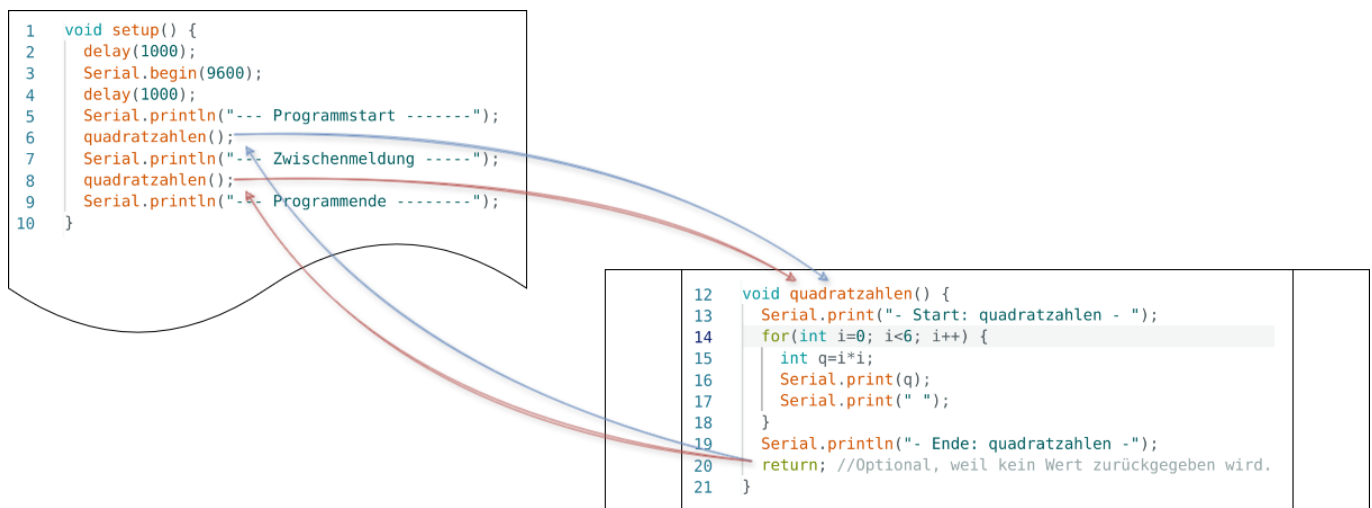 1 void setup() {
2 delay(1000);
3 Serial.begin(9600);
4 delay(1000);
5 Serial.println("--- Programmstart -------");
6 quadratzahlen();
7 Serial.println("--- Zwischenmeldung -----");
8 quadratzahlen();
9 Serial.println("--- Programmende --------");
10 }
12 void quadratzahlen() {
13 Serial.print("- Start: quadratzahlen - ");
14 for(int i=0; i<6; i++) {
15 int q=i*i;
16 Serial.print(q);
17 Serial.print(" ");
18 }
19 Serial.println("- Ende: quadratzahlen -");
20 return; //Optional, weil kein Wert zurückgegeben wird.
21 }